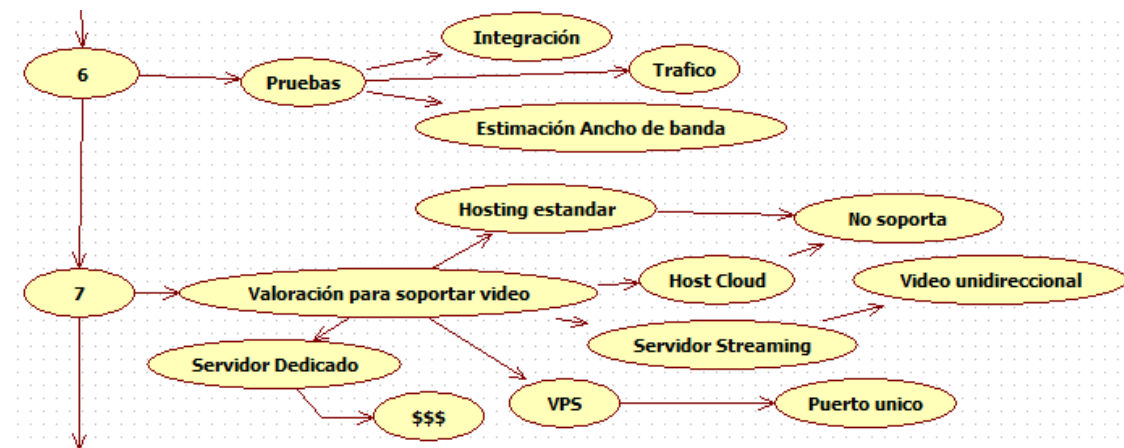 Integración
6
Pruebas
Trafico
Estimación Ancho de banda
Hosting estandar
No soporta
7
Valoración para soportar video
Host Cloud
Video unidireccional
Servidor Streaming
Servidor Dedicado
$$$
VPS
Puerto unico